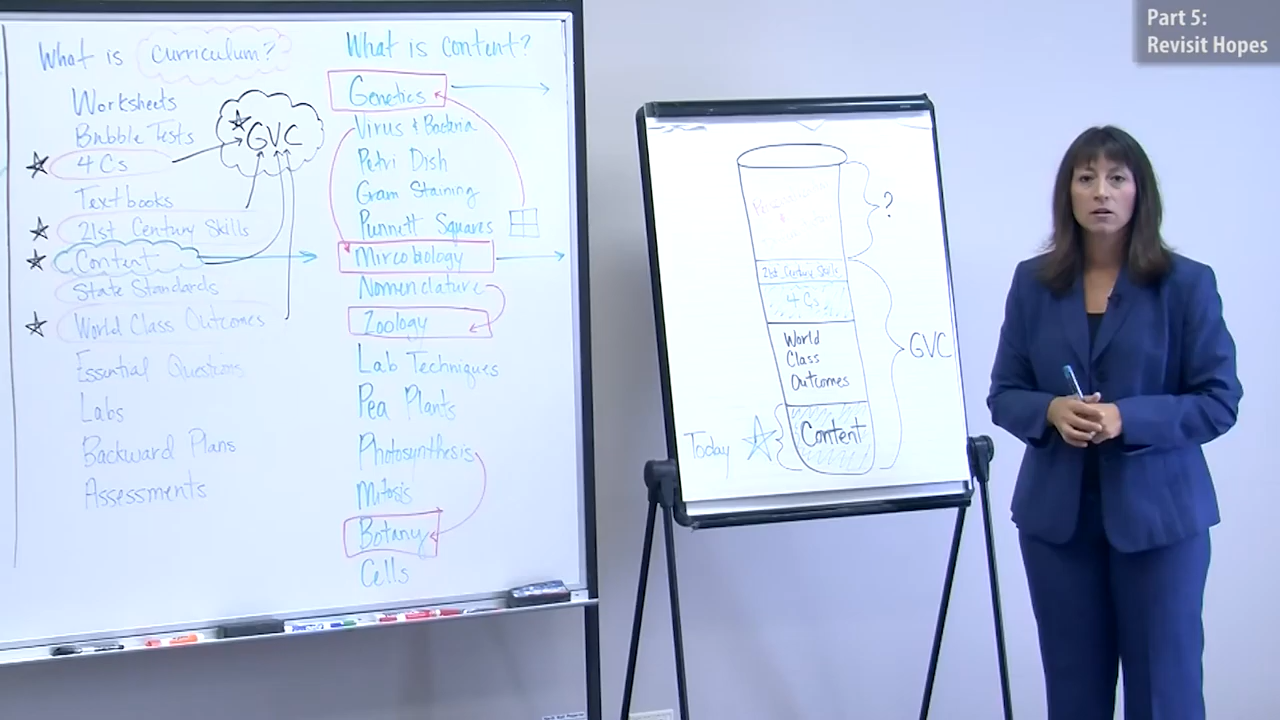 Part 5:
Revisit Hopes
What is curriculum?
Worksheets
Bubble Tests
4 Cs
Textbooks
21st Century Skills
Content
State Standards
World Class Outcomes
Essential Questions
Labs
Backward Plans
Assessments
GVC
What is content?
Genetics
Virus & Bacteria
Petri Dish
Gram Staining
Punnett Squares
Mircobiology
Nomenclature
Zoology
Lab Techniques
Pea Plants
Photosynthesis
Mitosis
Botany
Cells
?
21st Century Skills
4 Cs
World
Class
Outcomes
GVC
Today
Content